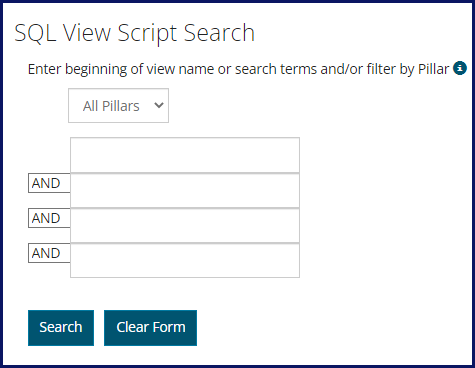 SQL View Script Search
Enter beginning of view name or search terms and/or filter by Pillar i
All Pillars
AND
AND
AND
Search Clear Form